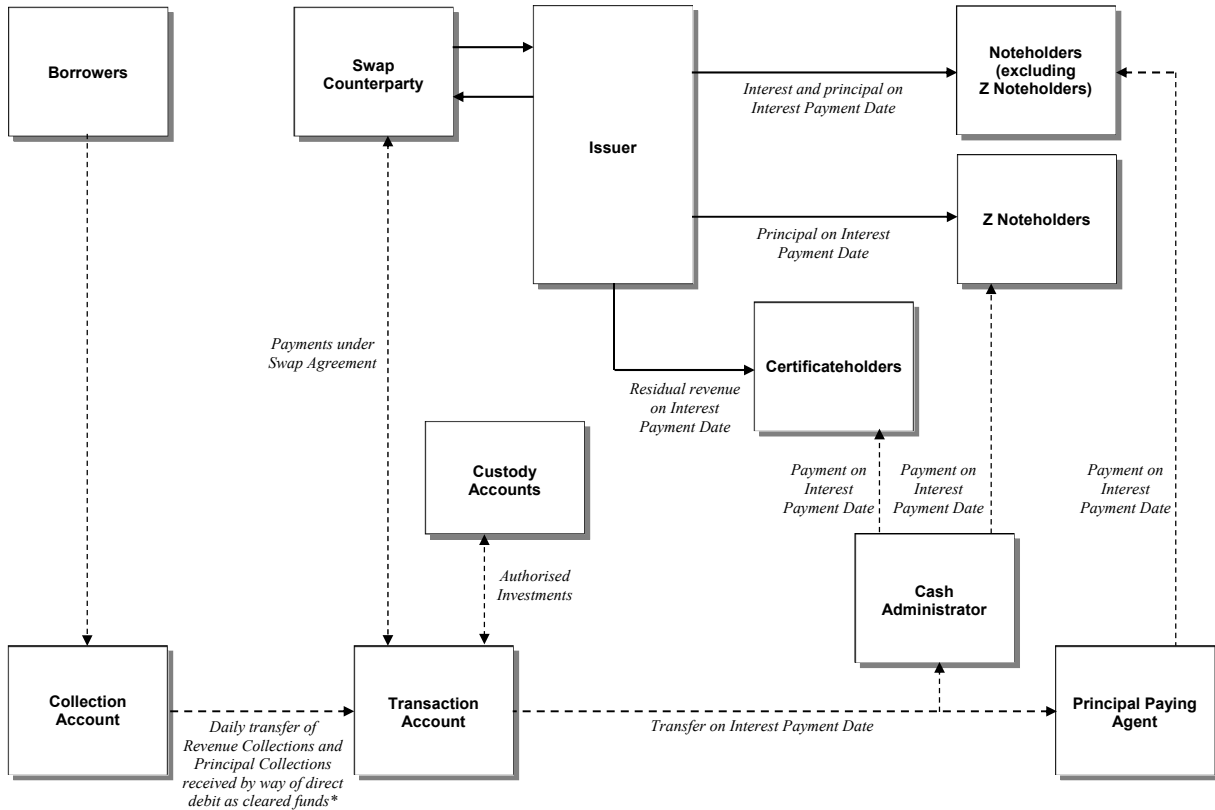 Borrowers
Swap
Counterparty
Issuer
Noteholders
(excluding
Z Noteholders)
Interest and principal on
Interest Payment Date
Z Noteholders
Principal on Interest
Payment Date
Payments under
Swap Agreement
Certificateholders
Residual revenue
on Interest
Payment Date
Custody
Accounts
Payment on
Interest
Payment Date
Payment on
Interest
Payment Date
Payment on
Interest
Payment Date
Authorised
Investments
Cash
Administrator
Collection
Account
Transaction
Account
Principal Paying
Agent
Daily transfer of
Revenue Collections and
Principal Collections
received by way of direct
debit as cleared funds*
Transfer on Interest Payment Date